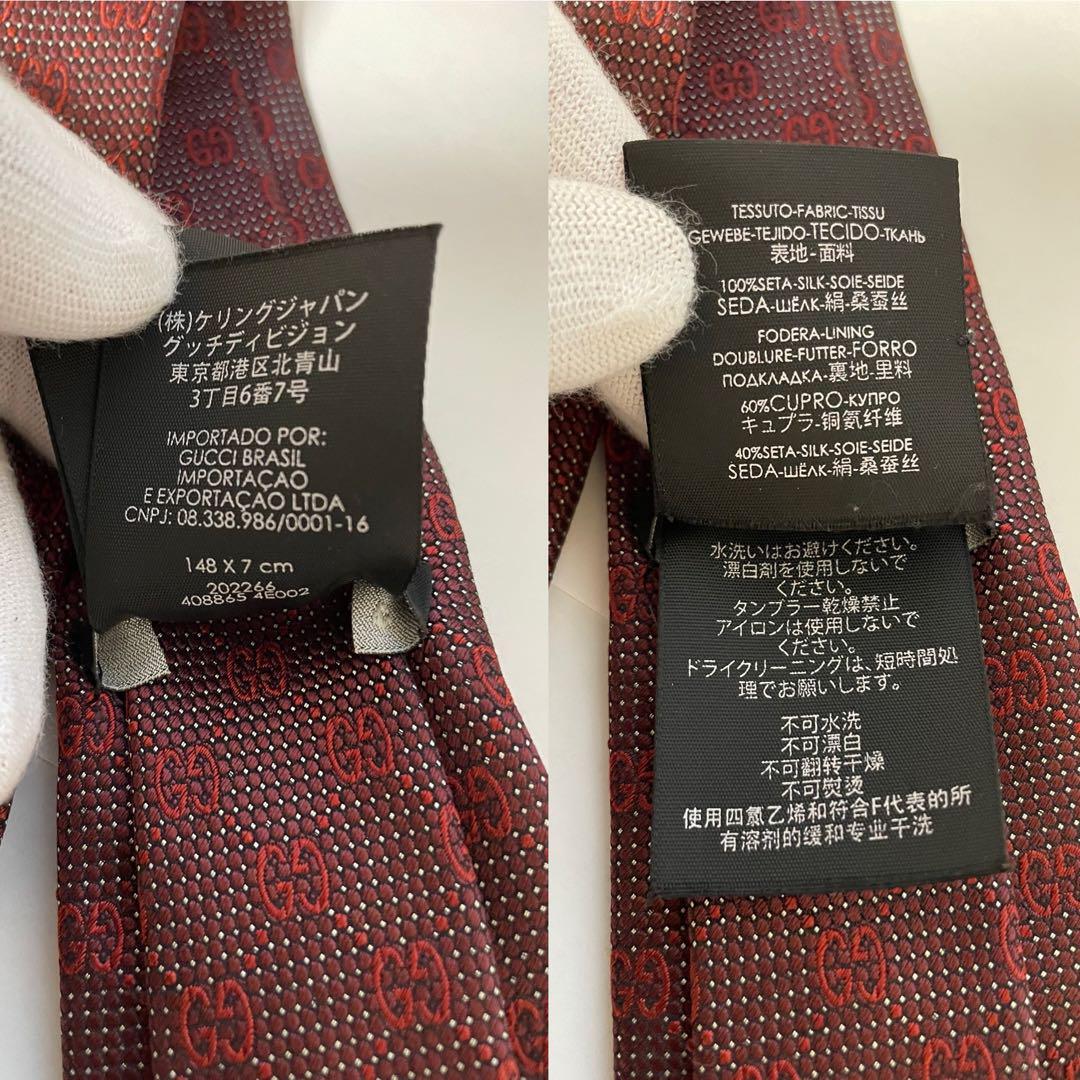 (株)ケリングジャパン
グッチディビジョン
東京都港区北青山
3丁目6番7号
IMPORTADO POR:
GUCCI BRASIL
IMPORTAÇAO
E EXPORTAÇAO LTDA
CNPJ: 08.338.986/0001-16
148 X 7 cm
202266
408865 4E002
TESSUTO-FABRIC-TISSU
GEWEBE-TEJIDO-TECIDO-ТКАНЬ
表地-面料
100%SETA-SILK-SOIE-SEIDE
SEDA-ШЁЛК-絹-桑蚕丝
FODERA-LINING
DOUBLURE-FUTTER-FORRO
ПОДКЛАДКА-裏地-里料
60%CUPRO-КУПРО
キュプラ-铜氨纤维
40%SETA-SILK-SOIE-SEIDE
SEDA-ШЁЛК-絹-桑蚕丝
水洗いはお避けください。
漂白剤を使用しないで
ください。
タンブラー乾燥禁止
アイロンは使用しないで
ください。
ドライクリーニングは、短時間処
理でお願いします。
不可水洗
不可漂白
不可翻转干燥
不可熨烫
使用四氯乙烯和符合F代表的所
有溶剂的缓和专业干洗